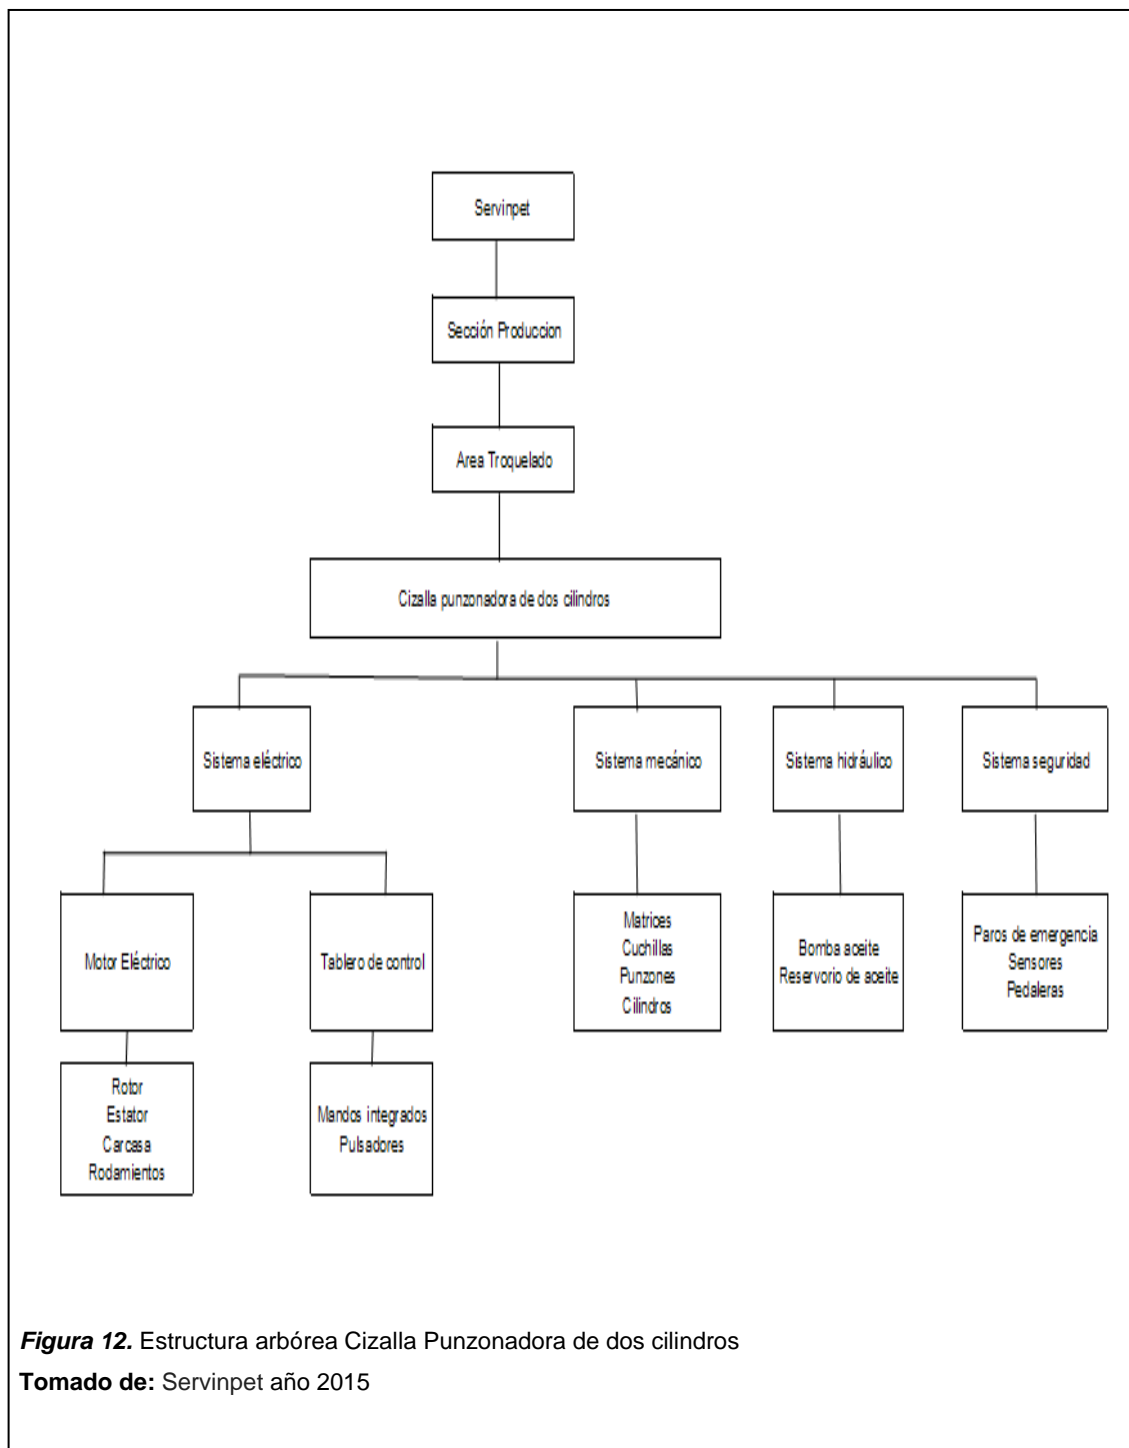 Servinpet
Sección Produccion
Area Troquelado
Cizalla punzonadora de dos cilindros
Sistema eléctrico
Sistema mecánico
Sistema hidráulico
Sistema seguridad
Motor Eléctrico
Tablero de control
Matrices
Cuchillas
Punzones
Cilindros
Bomba aceite
Reservorio de aceite
Paros de emergencia
Sensores
Pedaleras
Rotor
Estator
Carcasa
Rodamientos
Mandos integrados
Pulsadores
Figura 12. Estructura arbórea Cizalla Punzonadora de dos cilindros
Tomado de: Servinpet año 2015